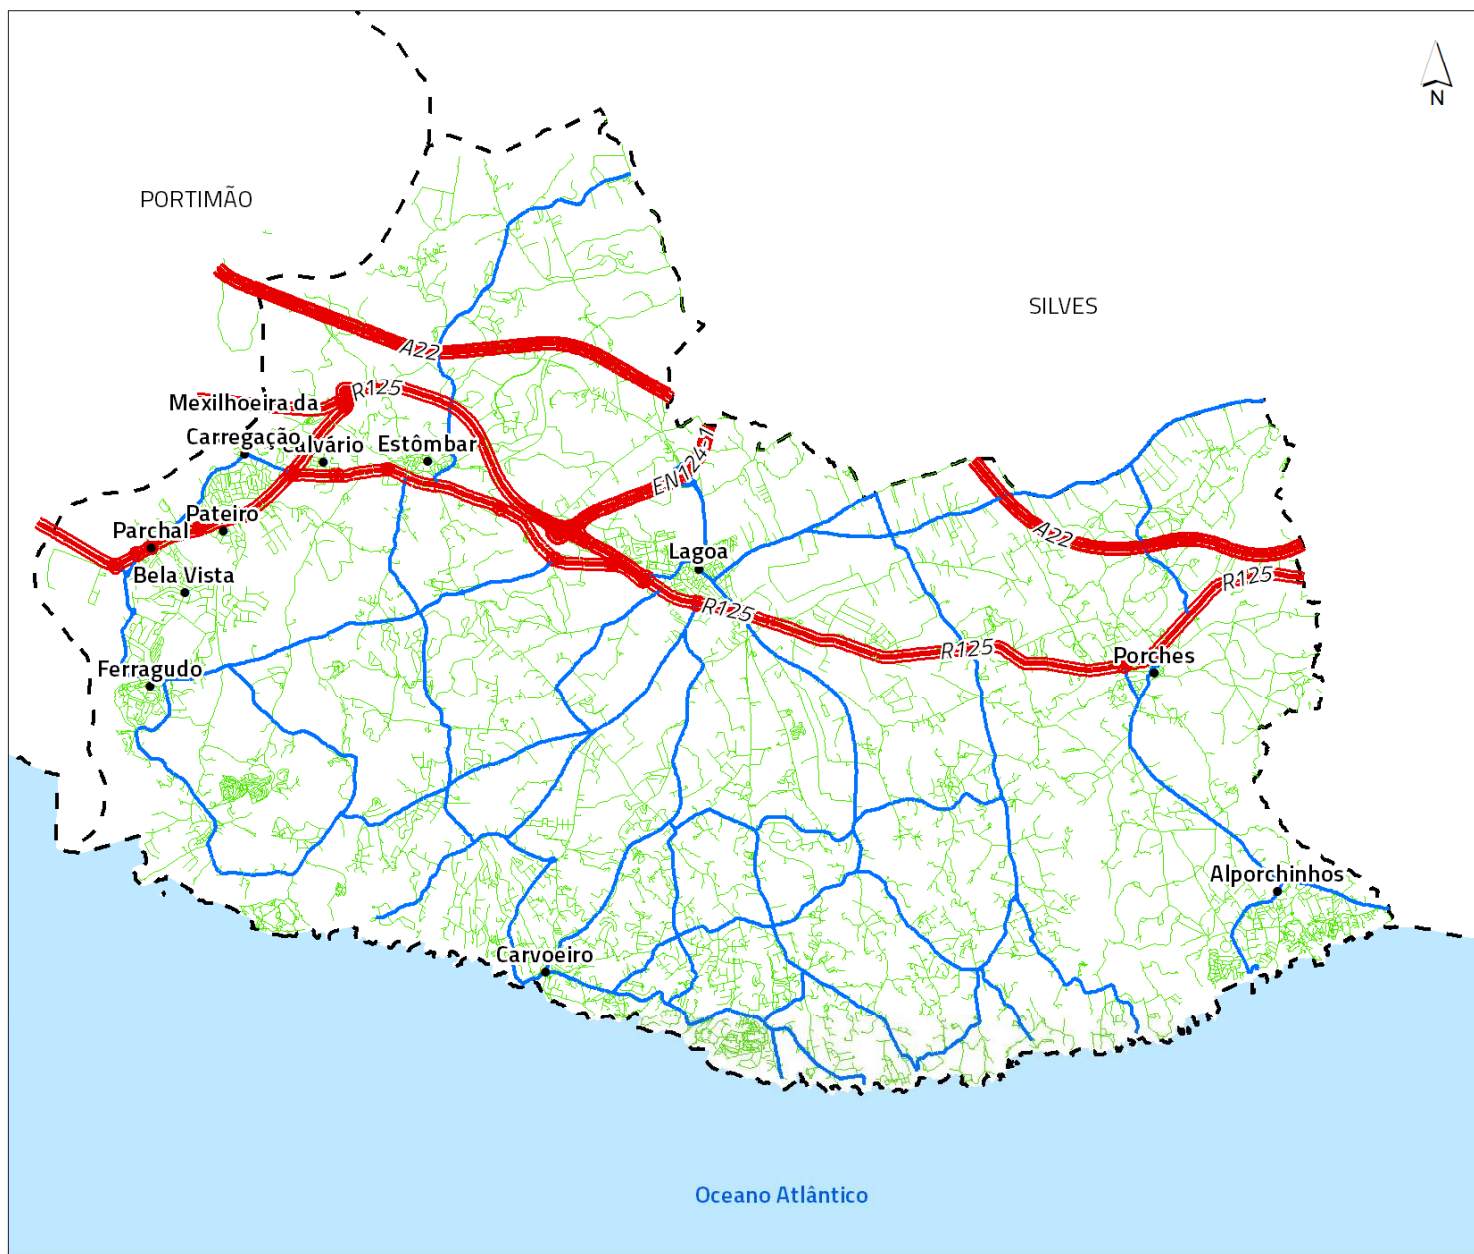 N
PORTIMÃO
SILVES
A22
R125
Mexilhoeira da
Carregação
Calvário
Estômbar
EN124-1
Pateiro
Parchal
A22
Lagoa
Bela Vista
R125
R125
R125
Porches
Ferragudo
Alporchinhos
Carvoeiro
Oceano Atlântico